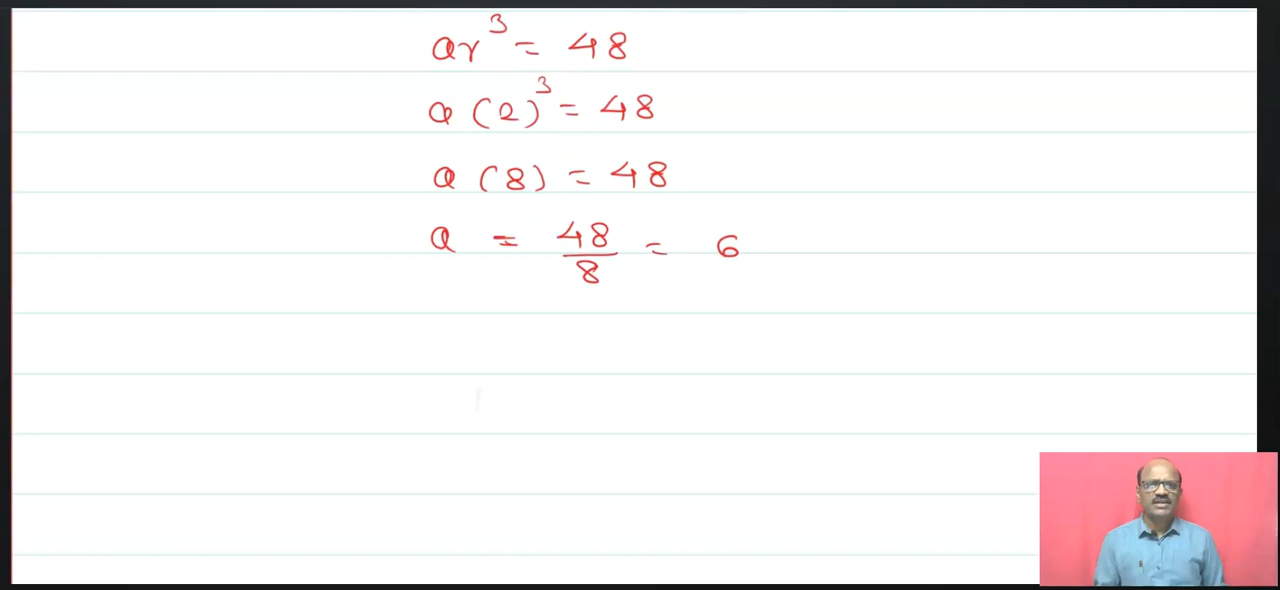 ar³ = 48
a (2)³ = 48
a (8) = 48
a = 48/8 = 6